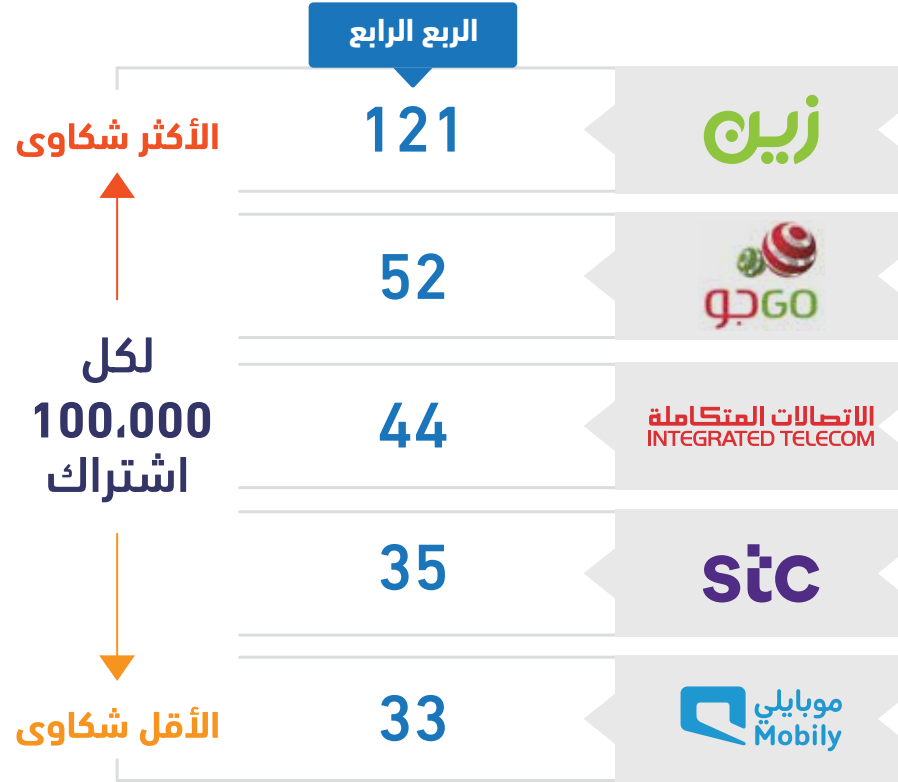 الربع الرابع
زين
121
الأكثر شكاوى
جو GO
52
الاتصالات المتكاملة
INTEGRATED TELECOM
44
لكل
100،000
اشتراك
stc
35
موبايلي
Mobily
33
الأقل شكاوى